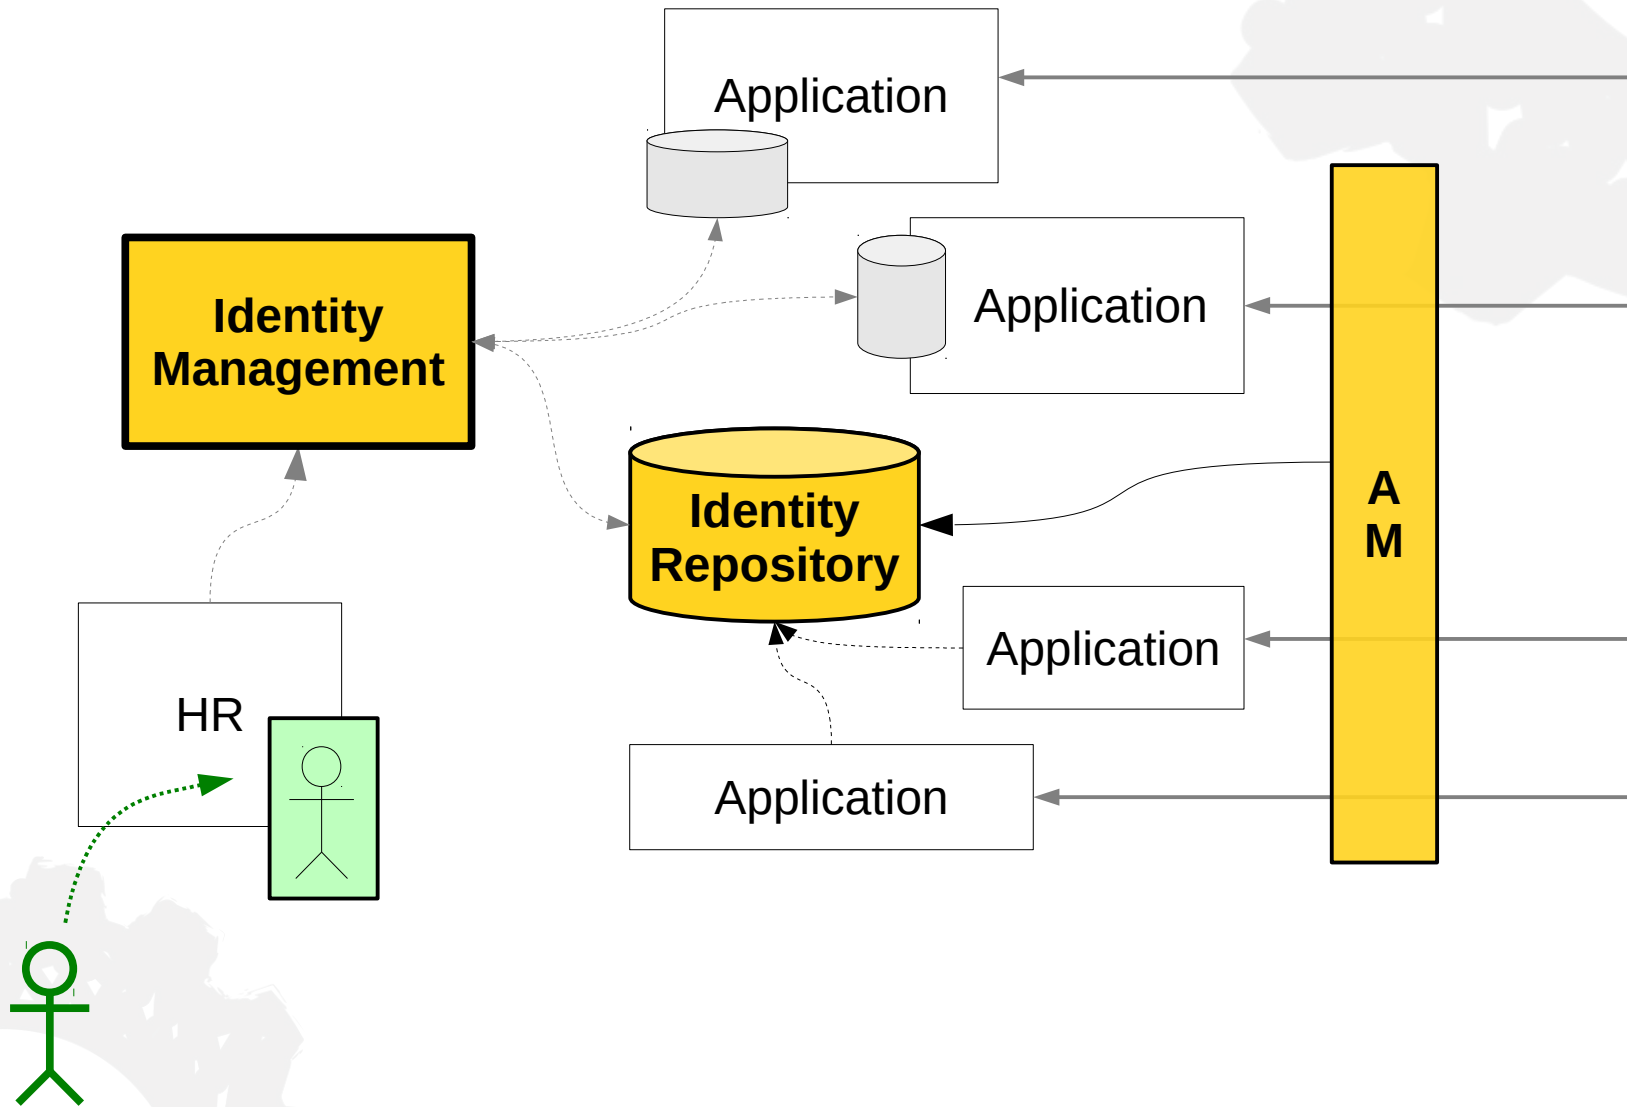 Application
Application
Identity
Management
Identity
Repository
A
M
Application
HR
Application